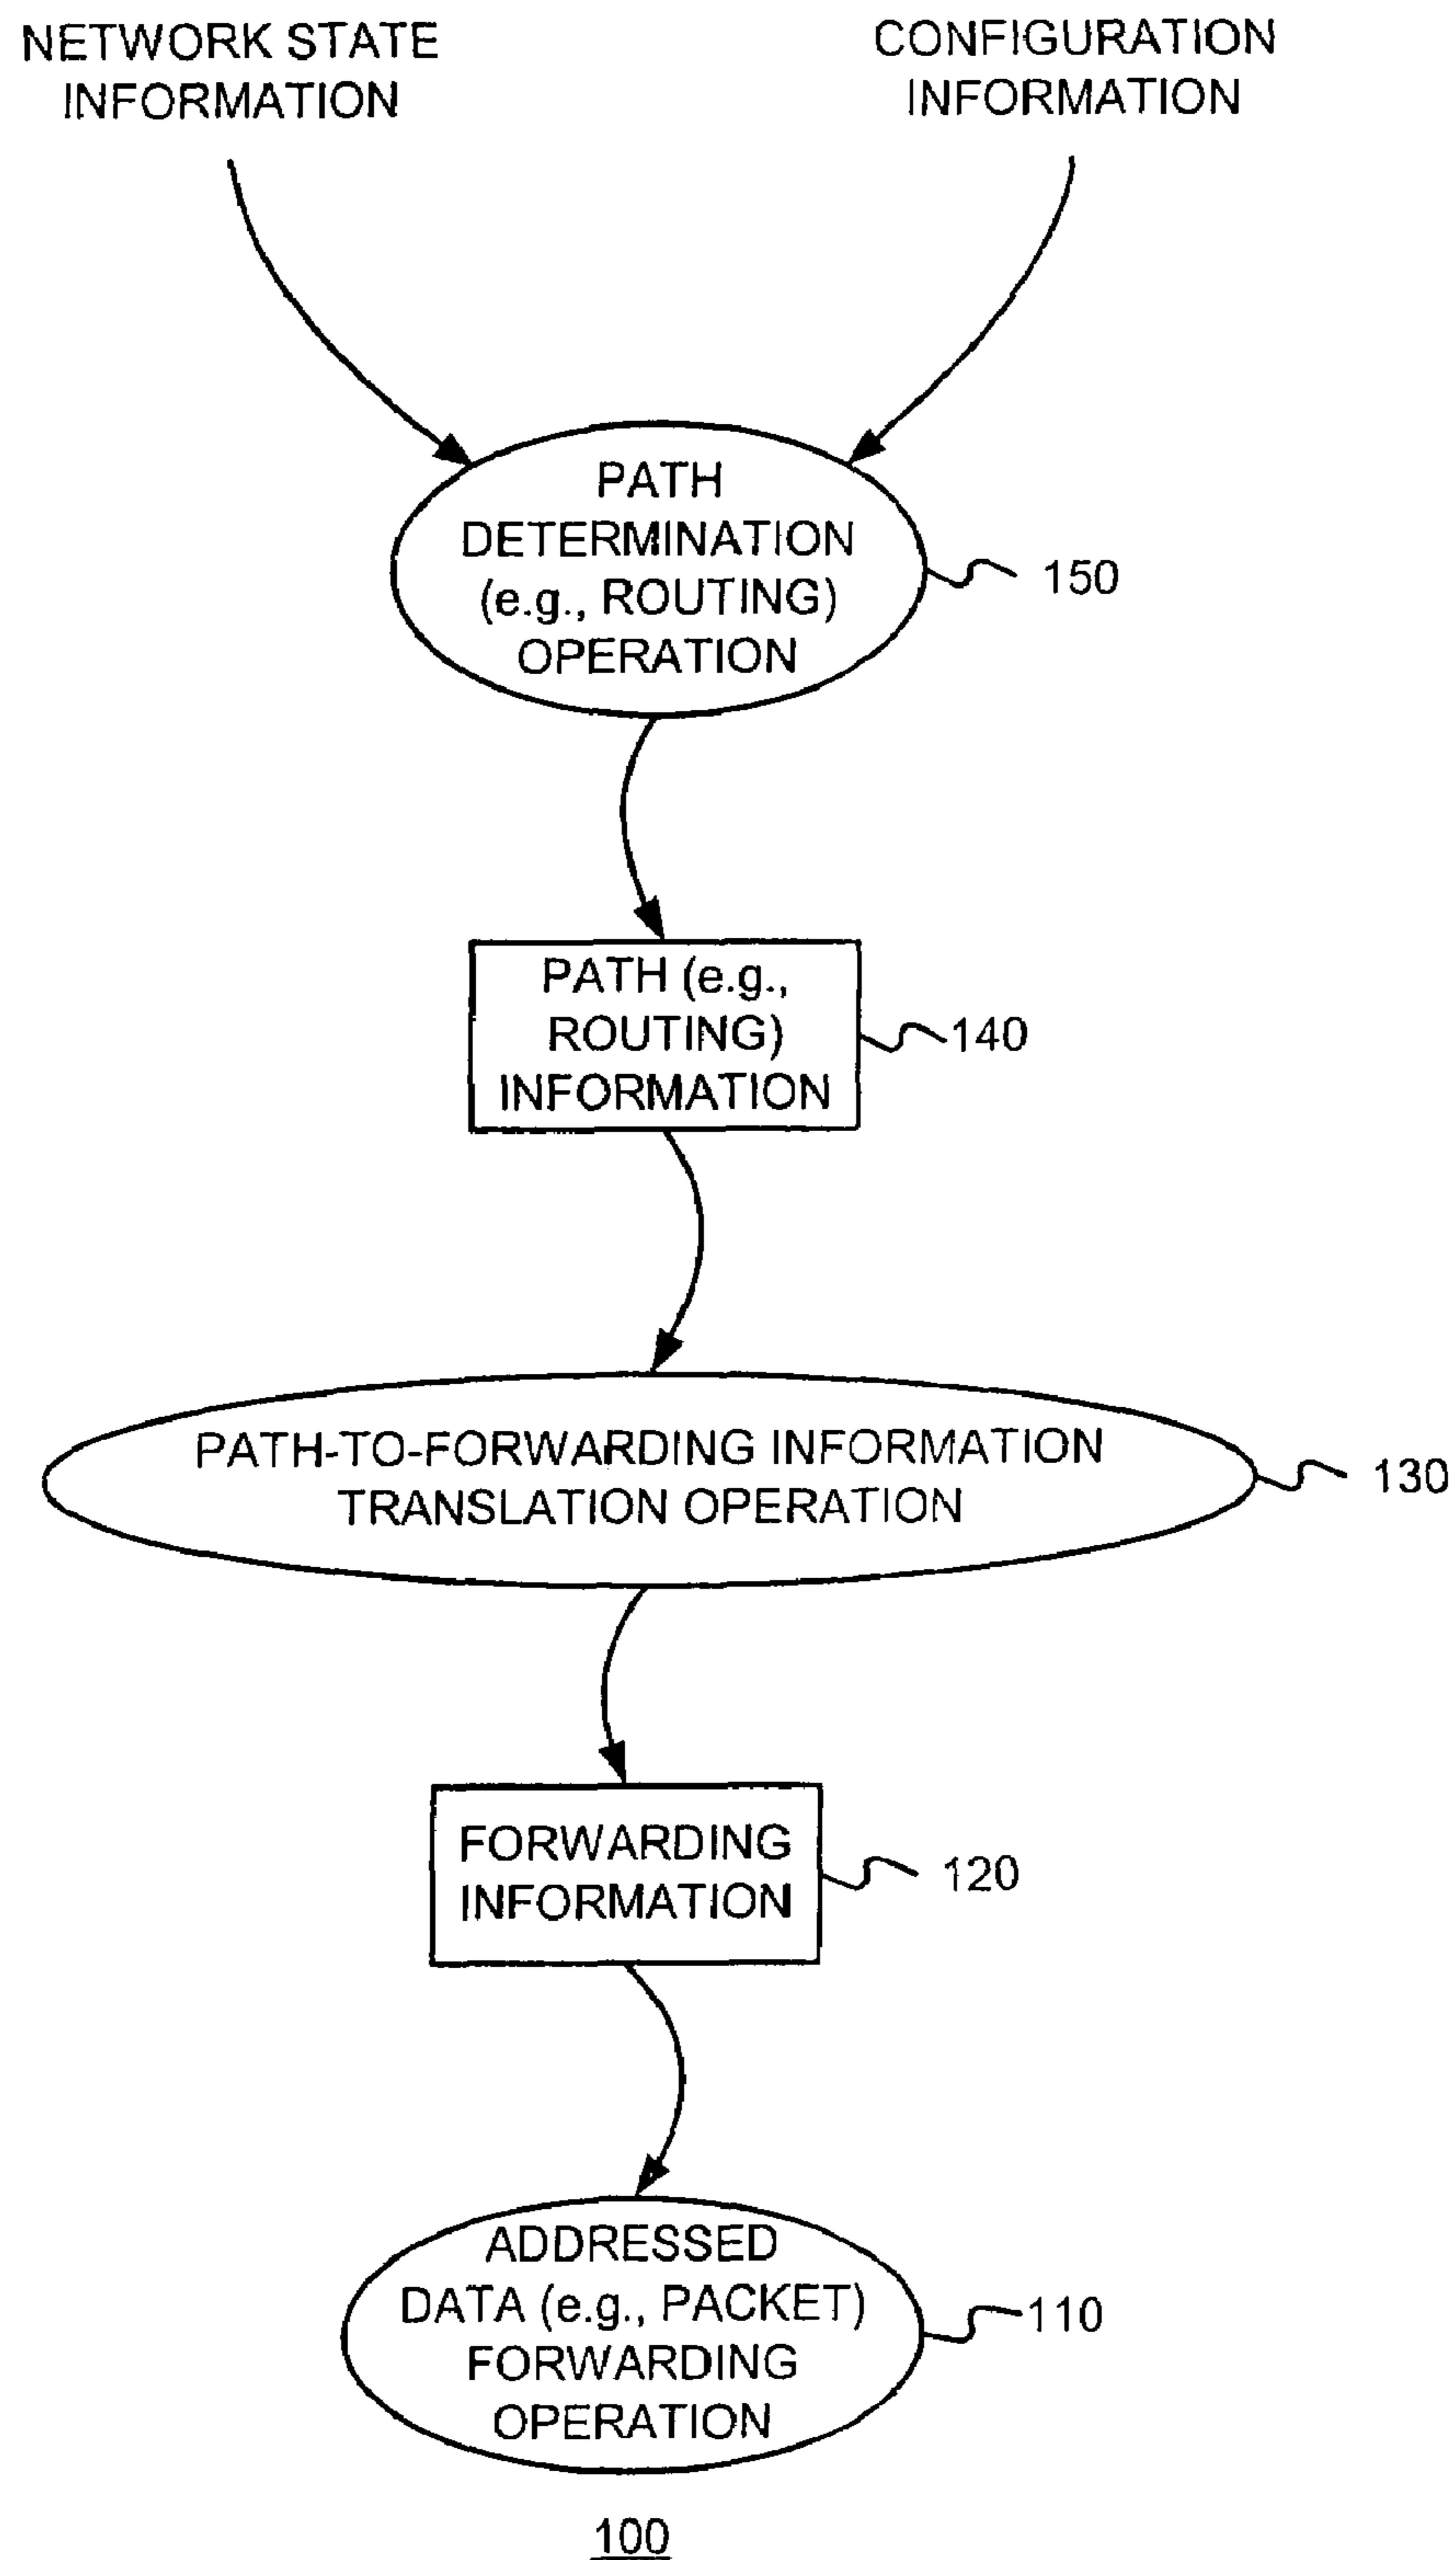 NETWORK STATE
INFORMATION
CONFIGURATION
INFORMATION
PATH
DETERMINATION
(e.g., ROUTING)
OPERATION
150
PATH (e.g.,
ROUTING)
INFORMATION
140
PATH-TO-FORWARDING INFORMATION
TRANSLATION OPERATION
130
FORWARDING
INFORMATION
120
ADDRESSED
DATA (e.g., PACKET)
FORWARDING
OPERATION
110
100